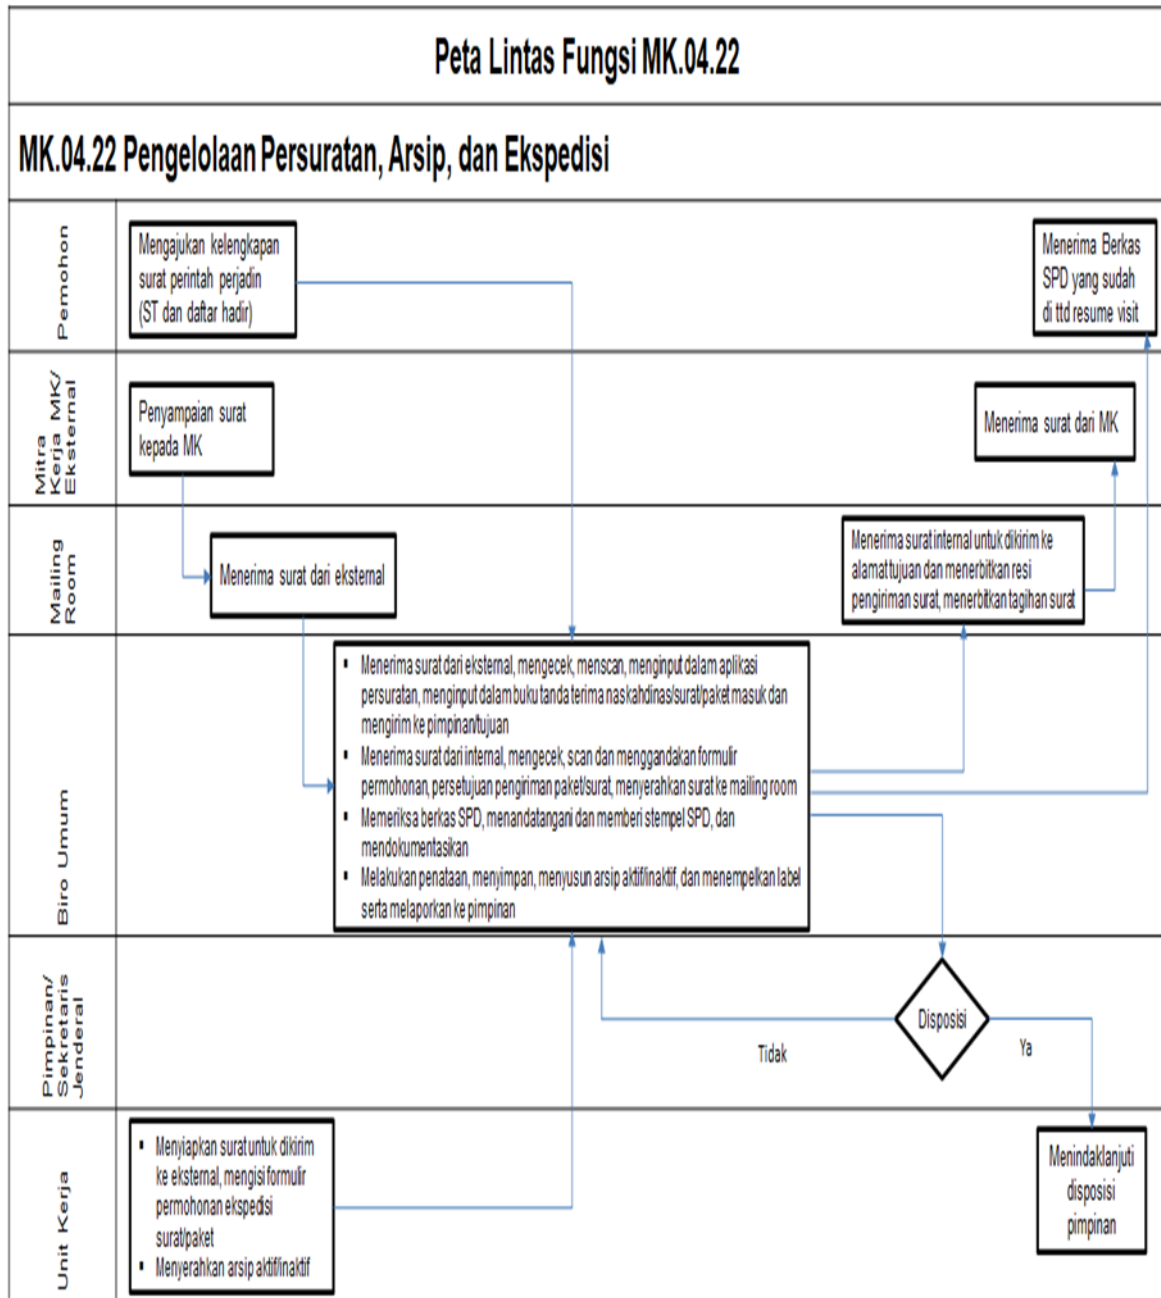 Peta Lintas Fungsi MK.04.22
MK.04.22 Pengelolaan Persuratan, Arsip, dan Ekspedisi
Pemohon
Mengajukan kelengkapan
surat perintah perjadin
(ST dan daftar hadir)
Menerima Berkas
SPD yang sudah
di ttd resume visit
Mitra
Kerja MK/
Eksternal
Penyampaian surat
kepada MK
Menerima surat dari MK
Mailing
Room
Menerima surat dari eksternal
Menerima surat internal untuk dikirim ke
alamat tujuan dan menerbitkan resi
pengiriman surat, menerbitkan tagihan surat
Biro Umum
▪ Menerima surat dari eksternal, mengecek, menscan, menginput dalam aplikasi
persuratan, menginput dalam buku tanda terima naskahdinas/surat/paket masuk dan
mengirim ke pimpinan/tujuan
▪ Menerima surat dari internal, mengecek, scan dan menggandakan formulir
permohonan, persetujuan pengiriman paket/surat, menyerahkan surat ke mailing room
▪ Memeriksa berkas SPD, menandatangani dan memberi stempel SPD, dan
mendokumentasikan
▪ Melakukan penataan, menyimpan, menyusun arsip aktif/inaktif, dan menempelkan label
serta melaporkan ke pimpinan
Pimpinan/
Sekretaris
Jenderal
Disposisi
Tidak
Ya
Unit Kerja
▪ Menyiapkan surat untuk dikirim
ke eksternal, mengisi formulir
permohonan ekspedisi
surat/paket
▪ Menyerahkan arsip aktif/inaktif
Menindaklanjuti
disposisi
pimpinan